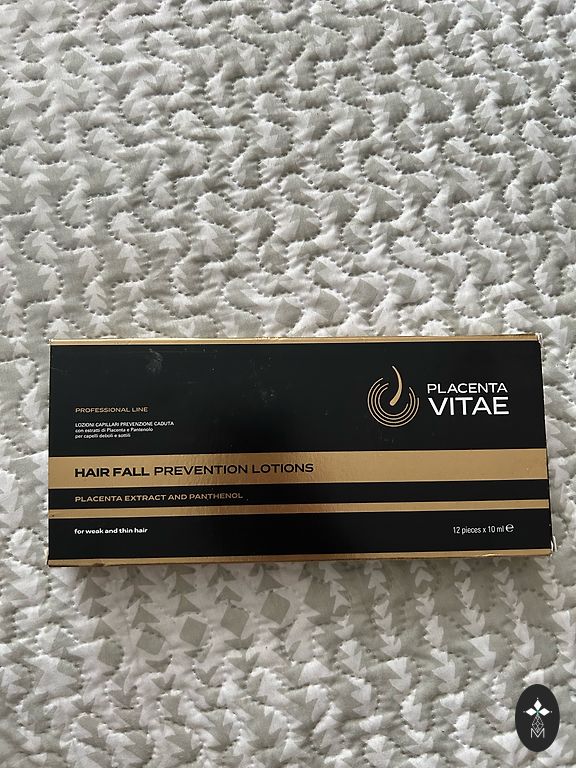 PROFESSIONAL LINE
LOZIONI CAPILLARI PREVENZIONE CADUTA
con estratti di Placenta e Pantenolo
per capelli deboli e sottili
PLACENTA
VITAE
HAIR FALL PREVENTION LOTIONS
PLACENTA EXTRACT AND PANTHENOL
for weak and thin hair
12 pieces x 10 ml ℮